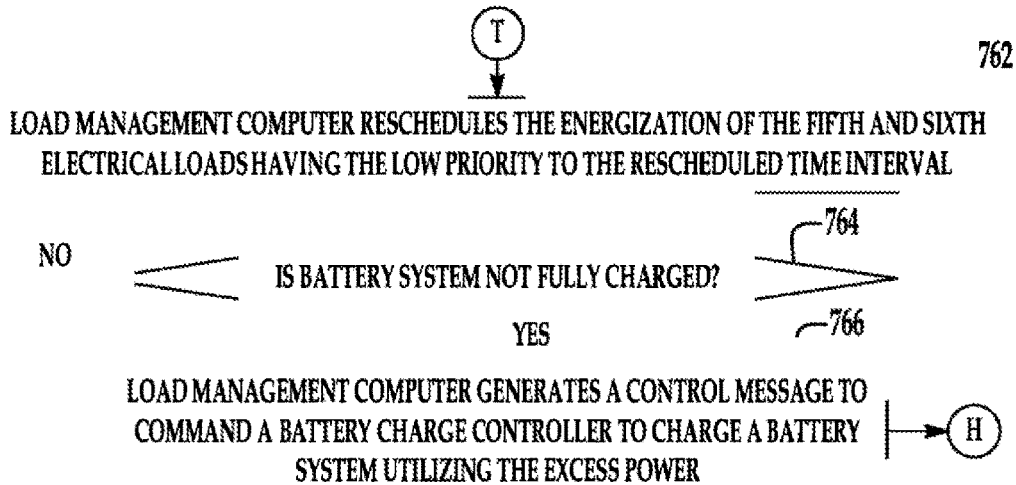 T
762
LOAD MANAGEMENT COMPUTER RESCHEDULES THE ENERGIZATION OF THE FIFTH AND SIXTH
ELECTRICAL LOADS HAVING THE LOW PRIORITY TO THE RESCHEDULED TIME INTERVAL
764
NO
IS BATTERY SYSTEM NOT FULLY CHARGED?
766
YES
LOAD MANAGEMENT COMPUTER GENERATES A CONTROL MESSAGE TO
COMMAND A BATTERY CHARGE CONTROLLER TO CHARGE A BATTERY
H
SYSTEM UTILIZING THE EXCESS POWER